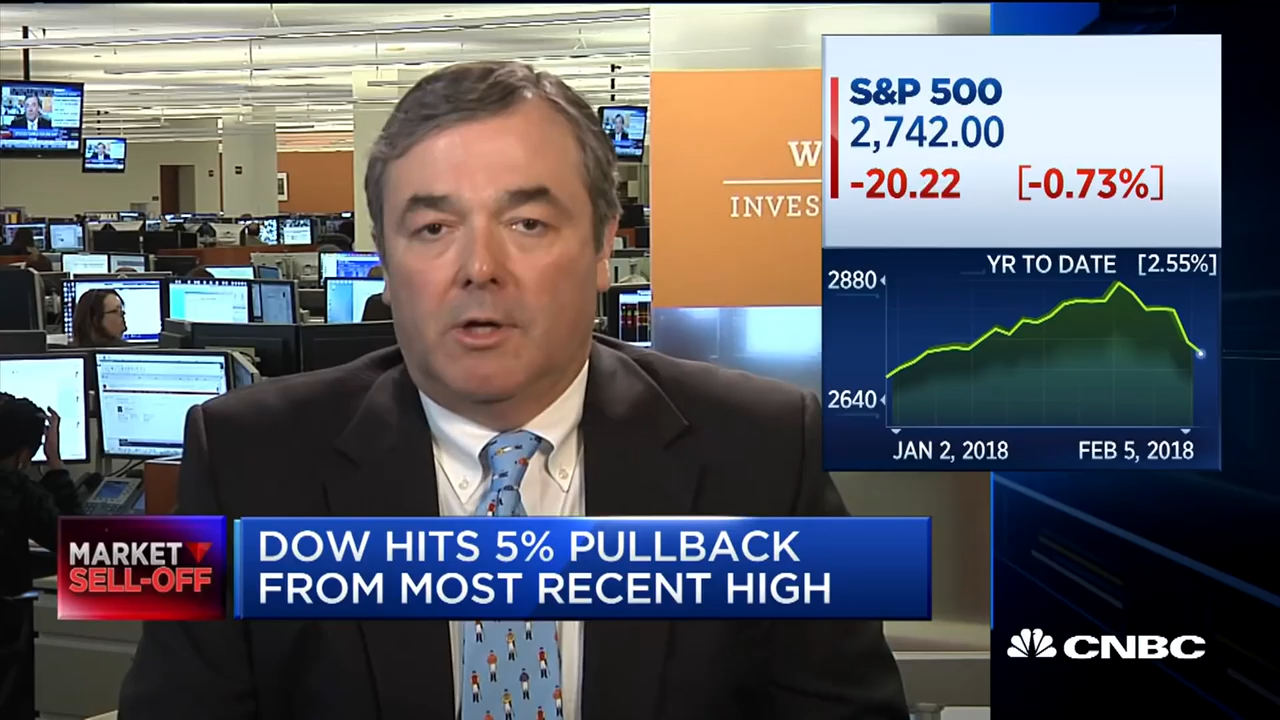 W
INVES
S&P 500
2,742.00
-20.22 [-0.73%]
YR TO DATE [2.55%]
2880
2640
JAN 2, 2018 FEB 5, 2018
MARKET
SELL-OFF
DOW HITS 5% PULLBACK
FROM MOST RECENT HIGH
CNBC